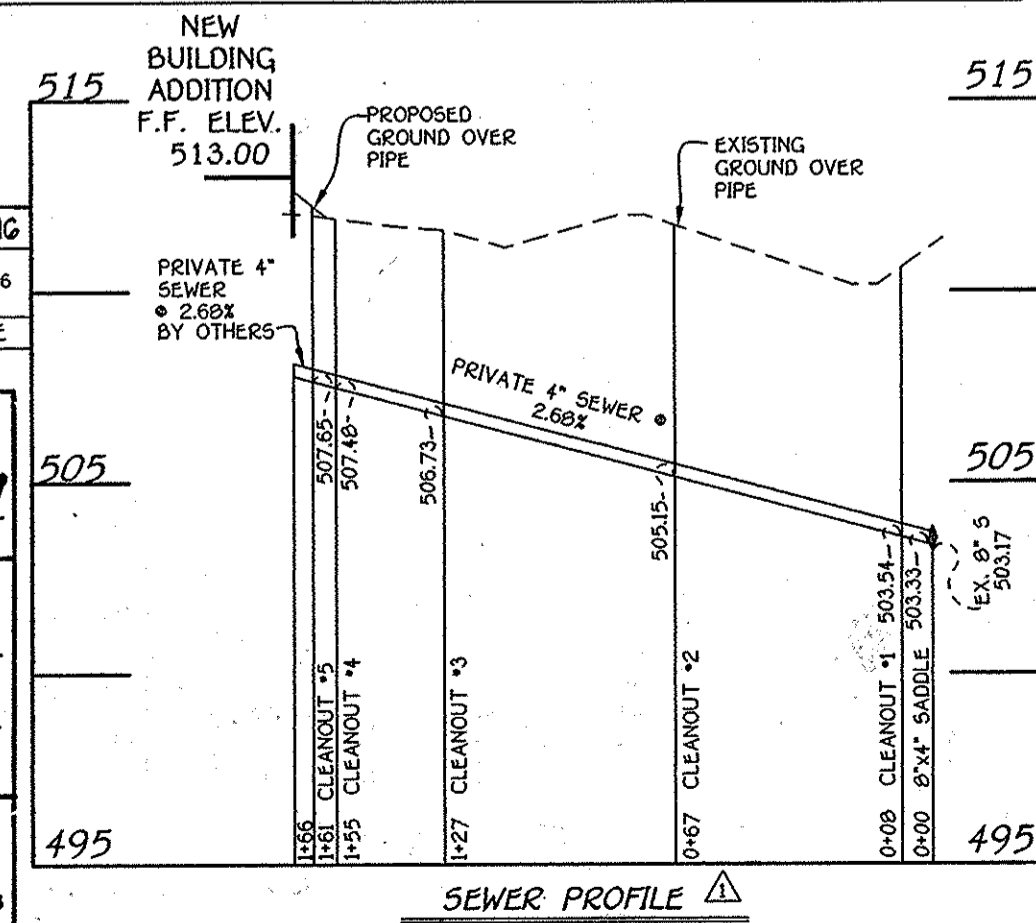 NEW
BUILDING
ADDITION
F.F. ELEV.
513.00
515
515
PROPOSED
GROUND OVER
PIPE
EXISTING
GROUND OVER
PIPE
6
PRIVATE 4"
SEWER
@ 2.68%
BY OTHERS
PRIVATE 4" SEWER @
2.68%
505
505
507.65
507.48
506.73
505.15
503.54
503.33
EX. 8" S
503.17
1+66
1+61 CLEANOUT #5
1+55 CLEANOUT #4
1+27 CLEANOUT #3
0+67 CLEANOUT #2
0+08 CLEANOUT #1
0+00 8"x4" SADDLE
495
495
SEWER PROFILE
1